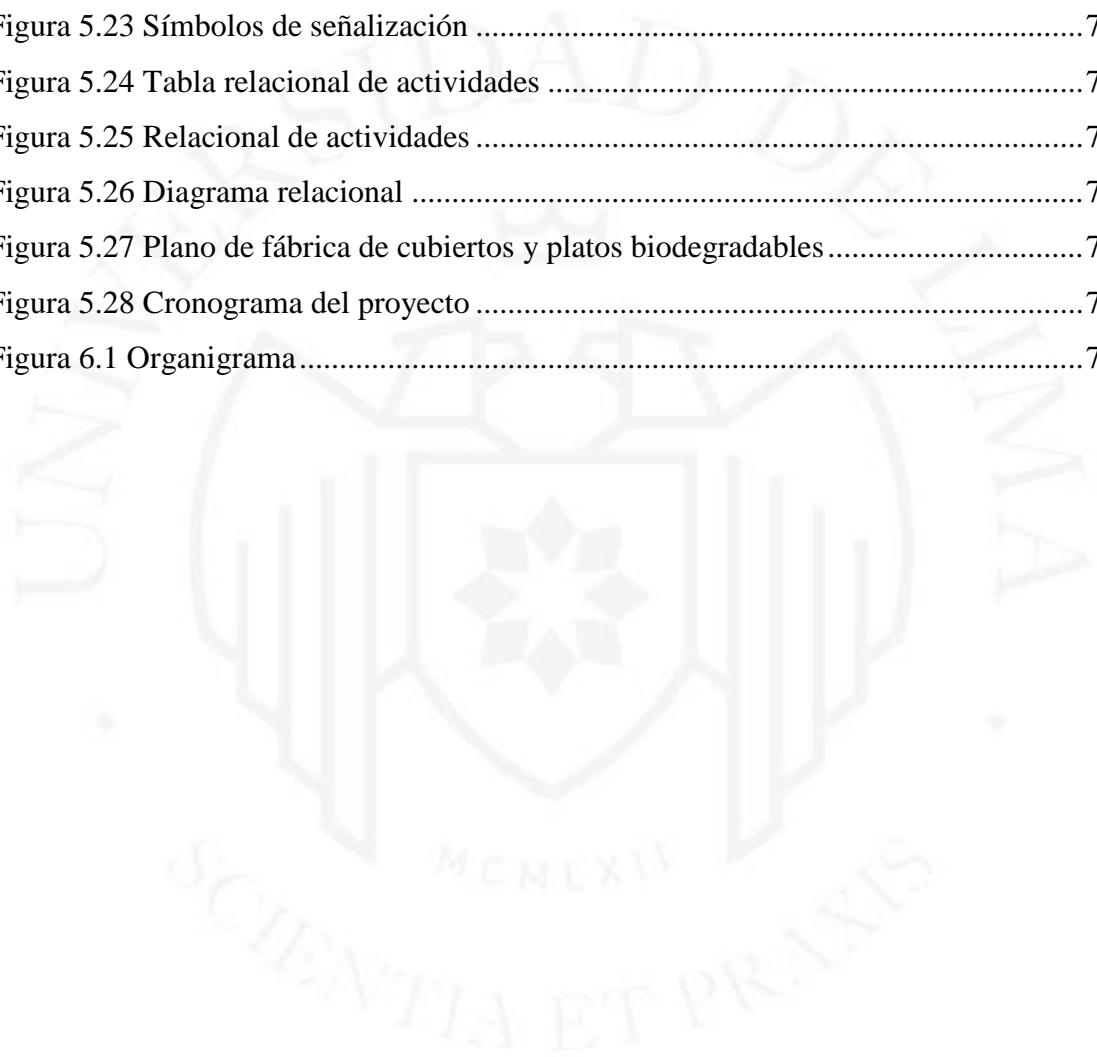 Figura 5.23 Símbolos de señalización ........................................................................7
Figura 5.24 Tabla relacional de actividades ...............................................................7
Figura 5.25 Relacional de actividades ........................................................................7
Figura 5.26 Diagrama relacional ................................................................................7
Figura 5.27 Plano de fábrica de cubiertos y platos biodegradables ..............................7
Figura 5.28 Cronograma del proyecto ........................................................................7
Figura 6.1 Organigrama .............................................................................................7
UNIVERSIDAD DE LIMA
MCMLXII
SCIENTIA ET PRAXIS